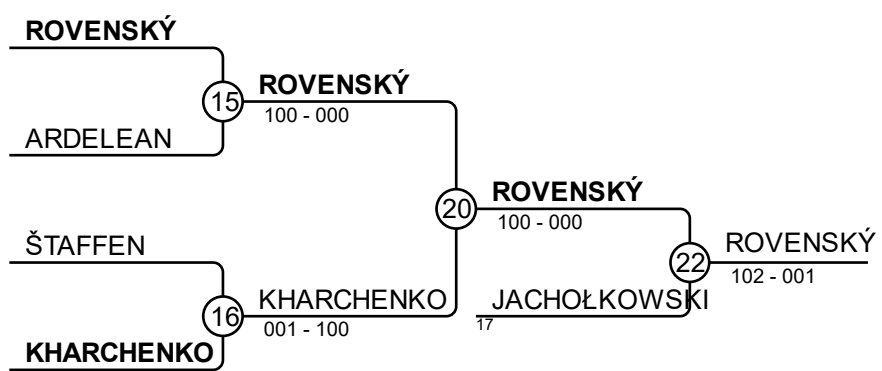 ROVENSKÝ
15
ROVENSKÝ
100 - 000
ARDELEAN
20
ROVENSKÝ
100 - 000
ŠTAFFEN
16
KHARCHENKO
001 - 100
KHARCHENKO
22
ROVENSKÝ
102 - 001
JACHOŁKOWSKI
17